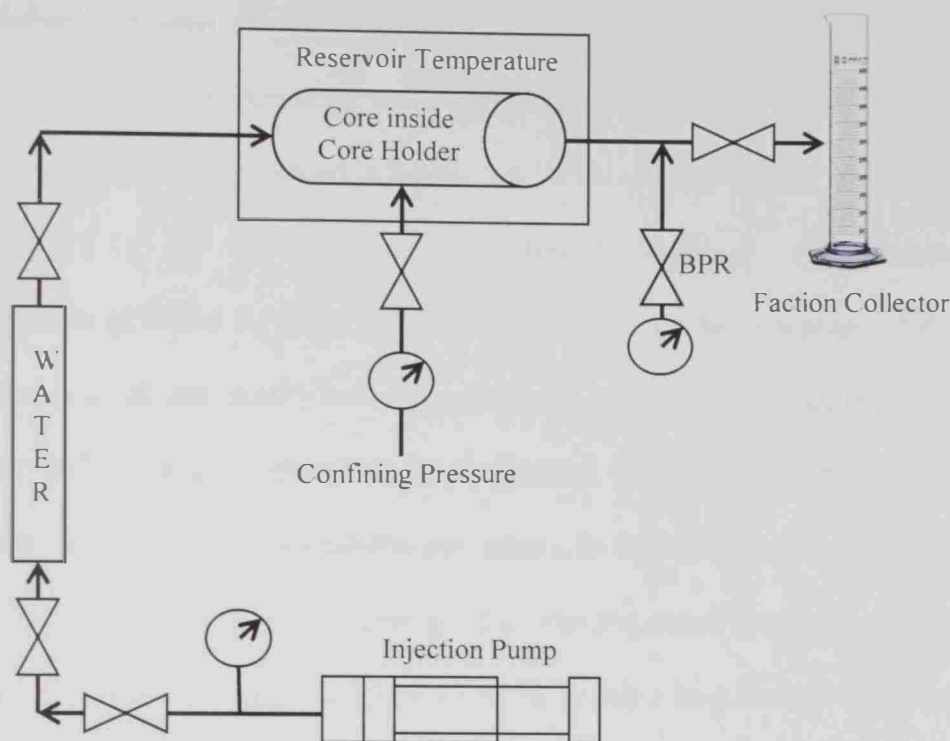 Reservoir Temperature
Core inside
Core Holder
BPR
Faction Collector
W
A
T
E
R
Confining Pressure
Injection Pump